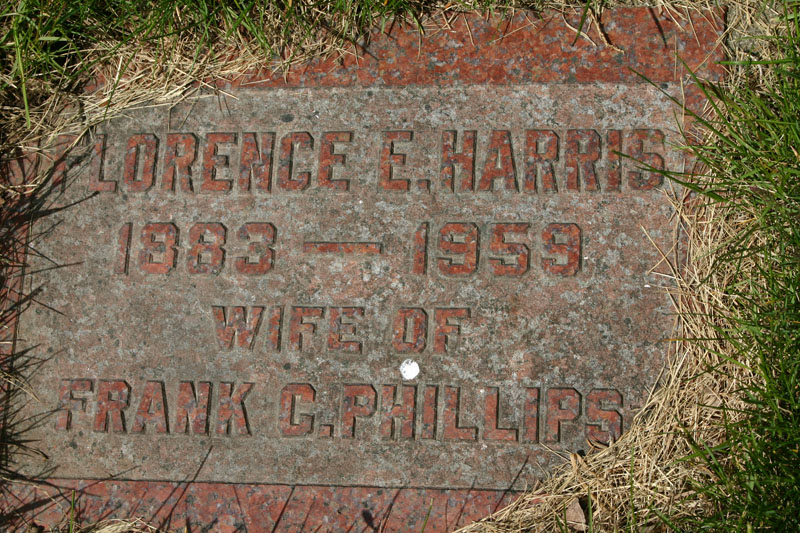 FLORENCE E. HARRIS
1883 — 1959
WIFE OF
FRANK C. PHILLIPS